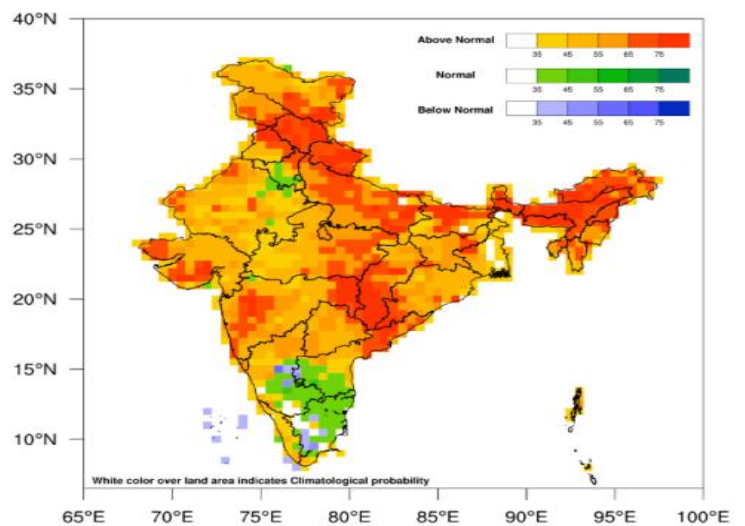 40°N
35°N
30°N
25°N
20°N
15°N
10°N
Above Normal
35 45 55 65 75
Normal
35 45 55 65 75
Below Normal
35 45 55 65 75
White color over land area indicates Climatological probability
65°E 70°E 75°E 80°E 85°E 90°E 95°E 100°E